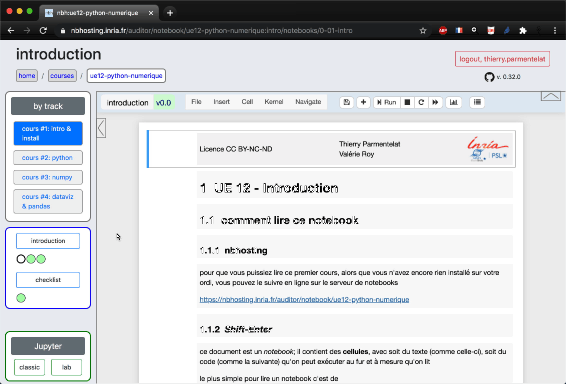 nbh:ue12-python-numerique
nbhosting.inria.fr/auditor/notebook/ue12-python-numerique:intro/notebooks/0-01-intro
introduction
logout, thierry.parmentelat
home / courses / ue12-python-numerique
v. 0.32.0
by track
cours #1: intro &
install
cours #2: python
cours #3: numpy
cours #4: dataviz
& pandas
introduction
checklist
Jupyter
classic
lab
introduction v0.0
File Insert Cell Kernel Navigate
Run
Licence CC BY-NC-ND
Thierry Parmentelat
Valérie Roy
Inria
PSL
1 UE 12 - Introduction
1.1 comment lire ce notebook
1.1.1 nbhosting
pour que vous puissiez lire ce premier cours, alors que vous n'avez encore rien installé sur votre
ordi, vous pouvez le suivre en ligne sur le serveur de notebooks
https://nbhosting.inria.fr/auditor/notebook/ue12-python-numerique
1.1.2 Shift-Enter
ce document est un notebook; il contient des cellules, avec soit du texte (comme celle-ci), soit du
code (comme la suivante) qu'on peut exécuter au fur et à mesure qu'on lit
le plus simple pour lire un notebook c'est de